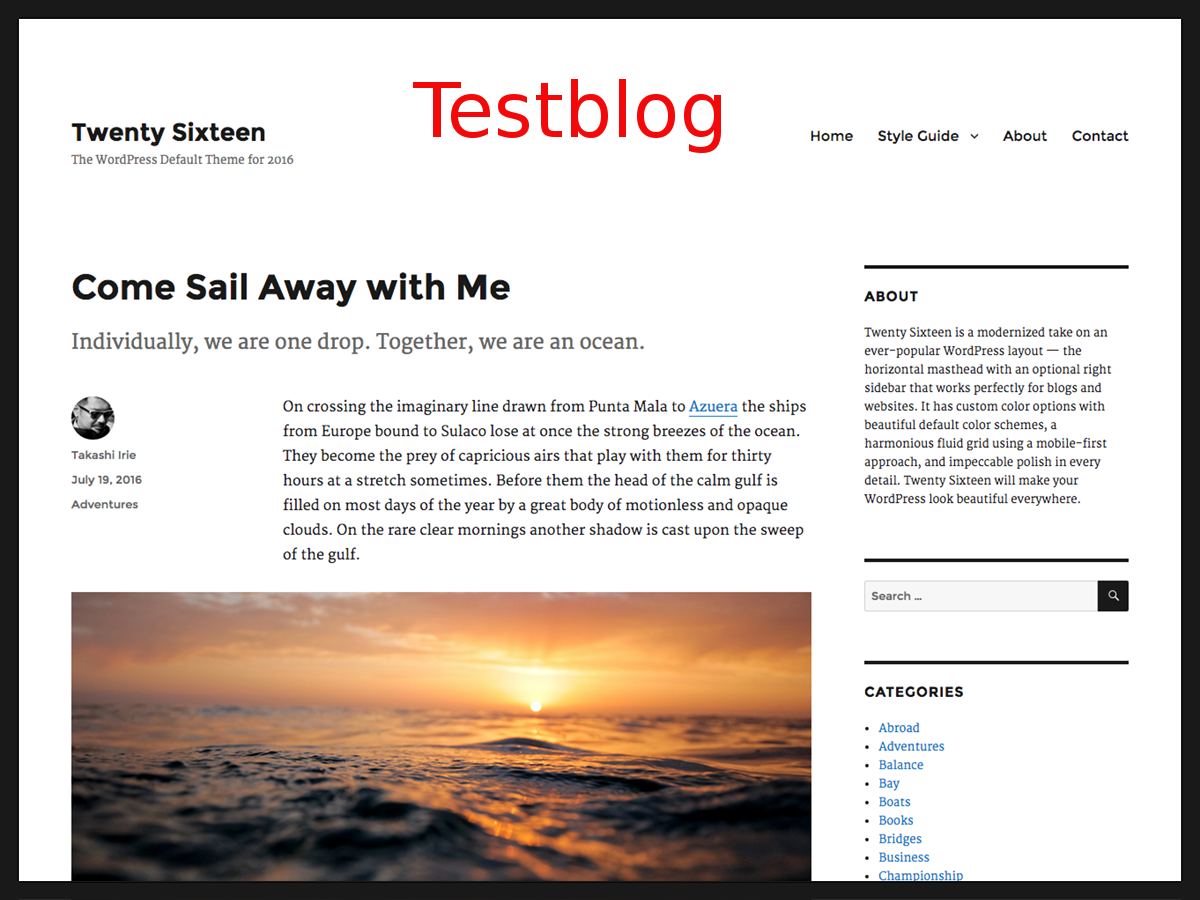 Testblog
Twenty Sixteen
The WordPress Default Theme for 2016
Home Style Guide About Contact
Come Sail Away with Me
Individually, we are one drop. Together, we are an ocean.
Takashi Irie
July 19, 2016
Adventures
On crossing the imaginary line drawn from Punta Mala to Azuera the ships
from Europe bound to Sulaco lose at once the strong breezes of the ocean.
They become the prey of capricious airs that play with them for thirty
hours at a stretch sometimes. Before them the head of the calm gulf is
filled on most days of the year by a great body of motionless and opaque
clouds. On the rare clear mornings another shadow is cast upon the sweep
of the gulf.
ABOUT
Twenty Sixteen is a modernized take on an
ever-popular WordPress layout — the
horizontal masthead with an optional right
sidebar that works perfectly for blogs and
websites. It has custom color options with
beautiful default color schemes, a
harmonious fluid grid using a mobile-first
approach, and impeccable polish in every
detail. Twenty Sixteen will make your
WordPress look beautiful everywhere.
Search …
CATEGORIES
Abroad
Adventures
Balance
Bay
Boats
Books
Bridges
Business
Championship